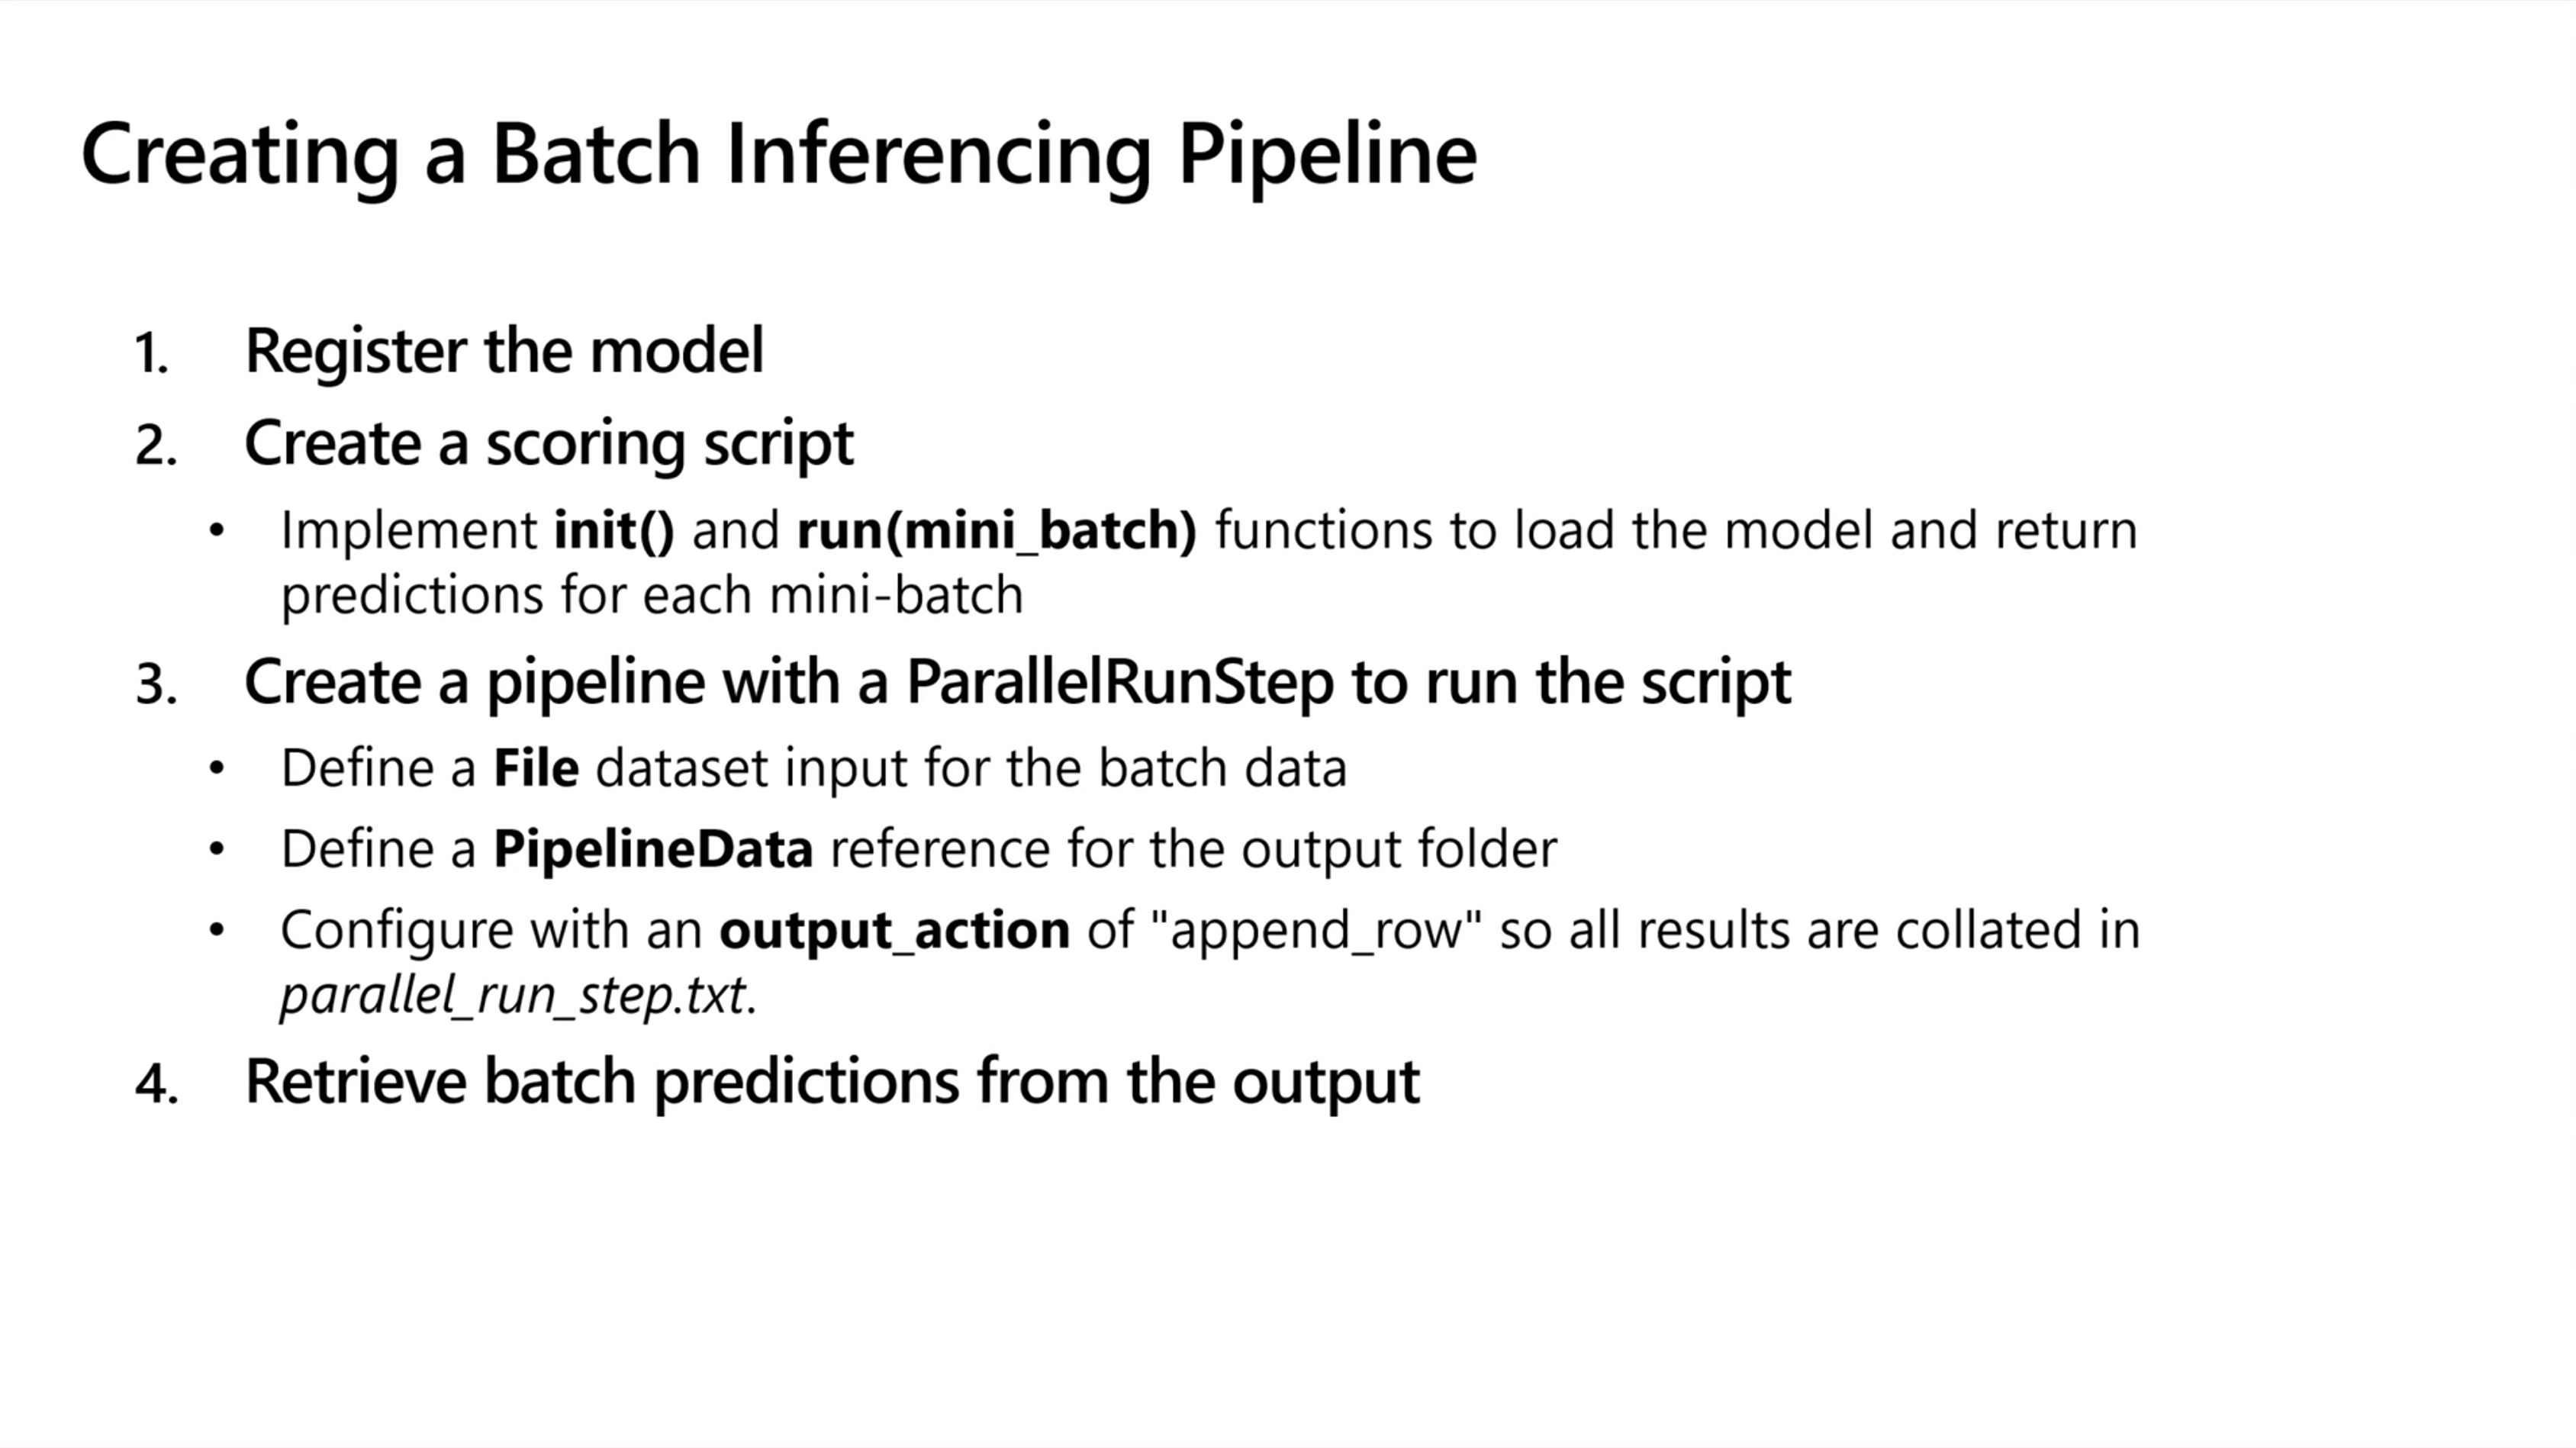 Creating a Batch Inferencing Pipeline
1. Register the model
2. Create a scoring script
• Implement init() and run(mini_batch) functions to load the model and return
predictions for each mini-batch
3. Create a pipeline with a ParallelRunStep to run the script
• Define a File dataset input for the batch data
• Define a PipelineData reference for the output folder
• Configure with an output_action of "append_row" so all results are collated in
parallel_run_step.txt.
4. Retrieve batch predictions from the output